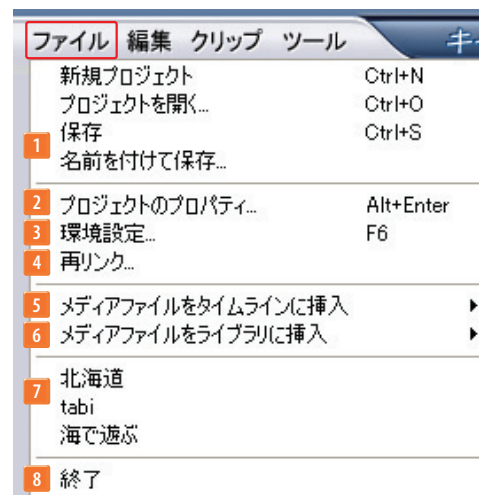 ファイル 編集 クリップ ツール キ
新規プロジェクト Ctrl+N
プロジェクトを開く... Ctrl+O
1 保存 Ctrl+S
名前を付けて保存...
2 プロジェクトのプロパティ... Alt+Enter
3 環境設定... F6
4 再リンク...
5 メディアファイルをタイムラインに挿入
6 メディアファイルをライブラリに挿入
7 北海道
tabi
海で遊ぶ
8 終了